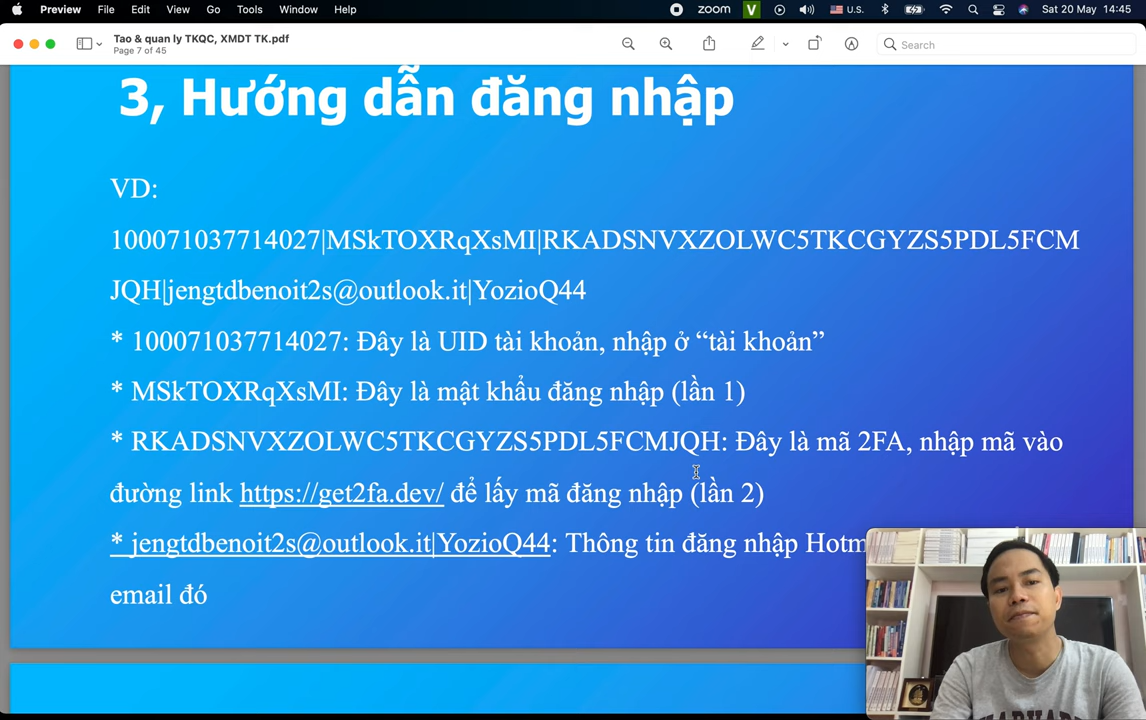 Preview File Edit View Go Tools Window Help zoom V U.S. Sat 20 May 14:45
Tao & quan ly TKQC, XMDT TK.pdf
Page 7 of 45
Search
3, Hướng dẫn đăng nhập
VD:
100071037714027|MSkTOXRqXsMI|RKADSNVXZOLWC5TKCGYZS5PDL5FCM
JQH|jengtdbenoit2s@outlook.it|YozioQ44
* 100071037714027: Đây là UID tài khoản, nhập ở “tài khoản”
* MSkTOXRqXsMI: Đây là mật khẩu đăng nhập (lần 1)
* RKADSNVXZOLWC5TKCGYZS5PDL5FCMJQH: Đây là mã 2FA, nhập mã vào
đường link https://get2fa.dev/ để lấy mã đăng nhập (lần 2)
* jengtdbenoit2s@outlook.it|YozioQ44: Thông tin đăng nhập Hotm
email đó